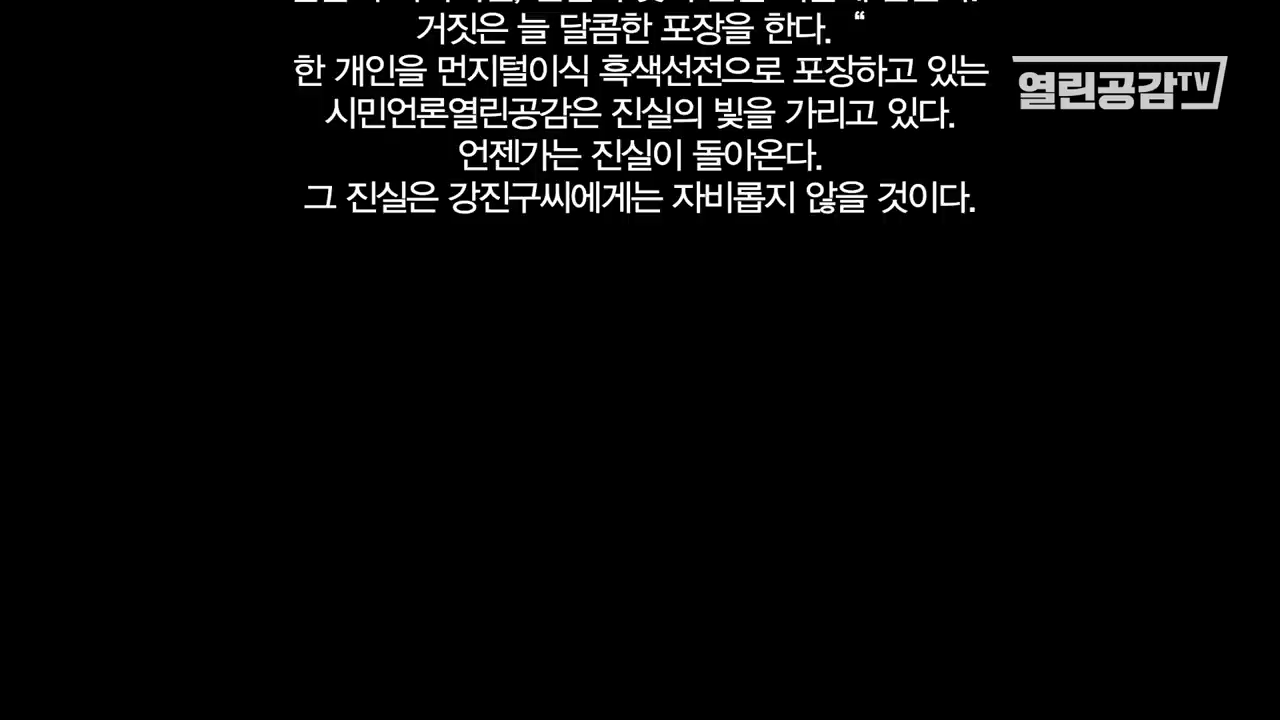 거짓은 늘 달콤한 포장을 한다. “
한 개인을 먼지털이식 흑색선전으로 포장하고 있는
시민언론열린공감은 진실의 빛을 가리고 있다.
언젠가는 진실이 돌아온다.
그 진실은 강진구씨에게는 자비롭지 않을 것이다.
열린공감TV